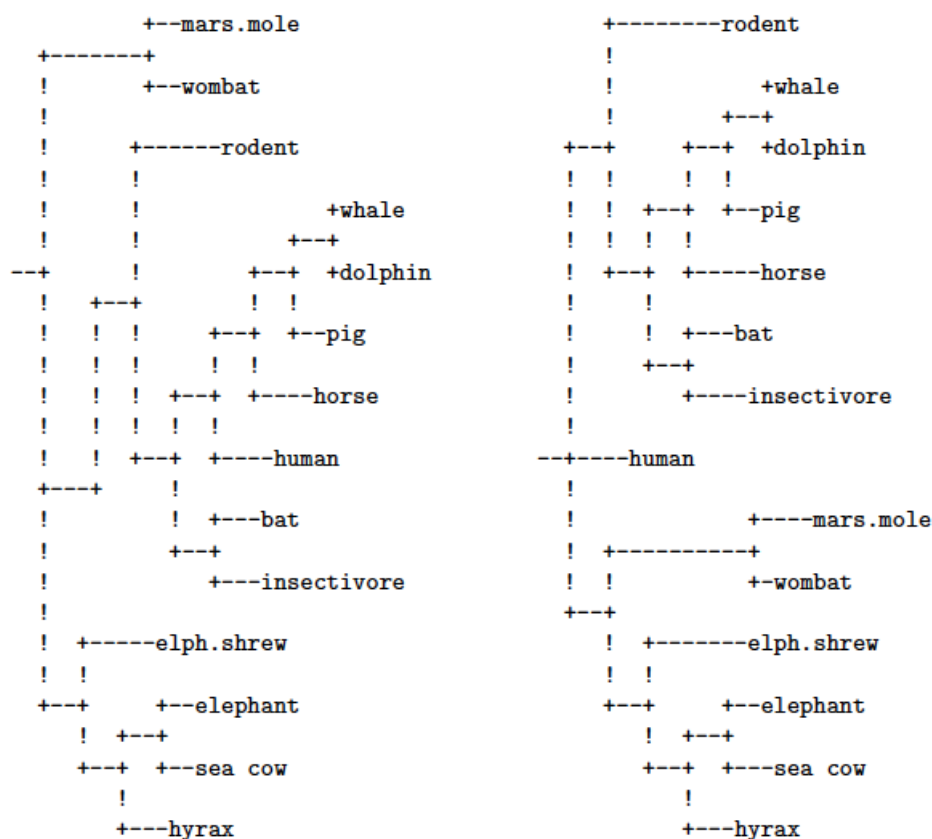 +--mars.mole                       +--------rodent
  +-------+                                  !
  !       +--wombat                          !           +whale
  !                                          !        +--+
  !      +------rodent                    +--+     +--+  +dolphin
  !      !                                !  !     !  !
  !      !              +whale            !  !  +--+  +--pig
  !      !           +--+                 !  !  !  !
--+      !        +--+  +dolphin          !  +--+  +-----horse
  !   +--+        !  !                    !     !
  !   !  !     +--+  +--pig               !     !  +---bat
  !   !  !     !  !                       !     +--+
  !   !  !  +--+  +----horse              !        +----insectivore
  !   !  !  !  !                          !
  !   !  +--+  +----human               --+----human
  +---+     !                             !
  !         !  +---bat                    !             +----mars.mole
  !         +--+                          !  +----------+
  !            +---insectivore            !  !          +-wombat
  !                                       +--+
  !  +-----elph.shrew                        !  +-------elph.shrew
  !  !                                       !  !
  +--+     +--elephant                       +--+     +--elephant
     !  +--+                                    !  +--+
     +--+  +--sea cow                           +--+  +---sea cow
        !                                          !
        +---hyrax                                  +---hyrax